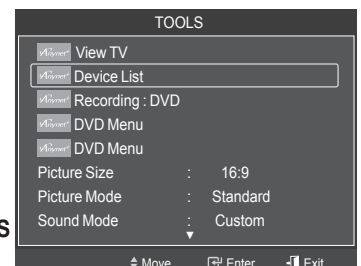 TOOLS
Anynet+ View TV
Anynet+ Device List
Anynet+ Recording : DVD
Anynet+ DVD Menu
Anynet+ DVD Menu
Picture Size : 16:9
Picture Mode : Standard
Sound Mode : Custom
S
Move Enter Exit